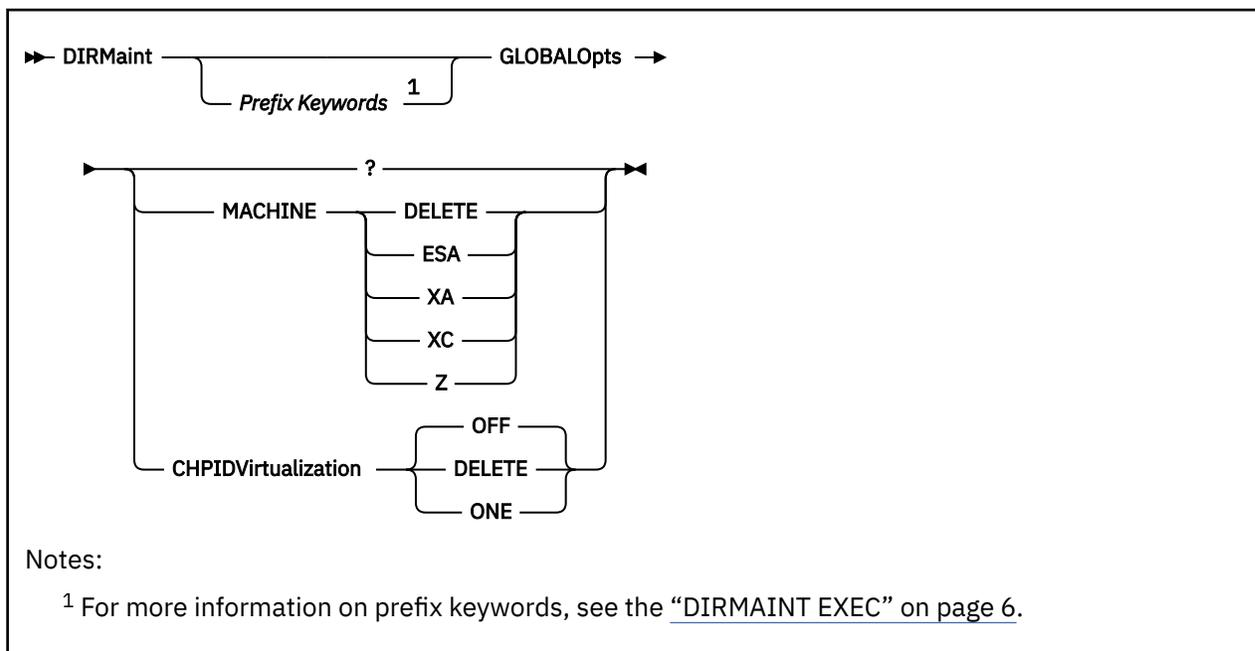 DIRMaint GLOBALOpts
Prefix Keywords 1
?
MACHINE DELETE
ESA
XA
XC
Z
OFF
CHPIDVirtualization DELETE
ONE
Notes:
1 For more information on prefix keywords, see the “DIRMAINT EXEC” on page 6.